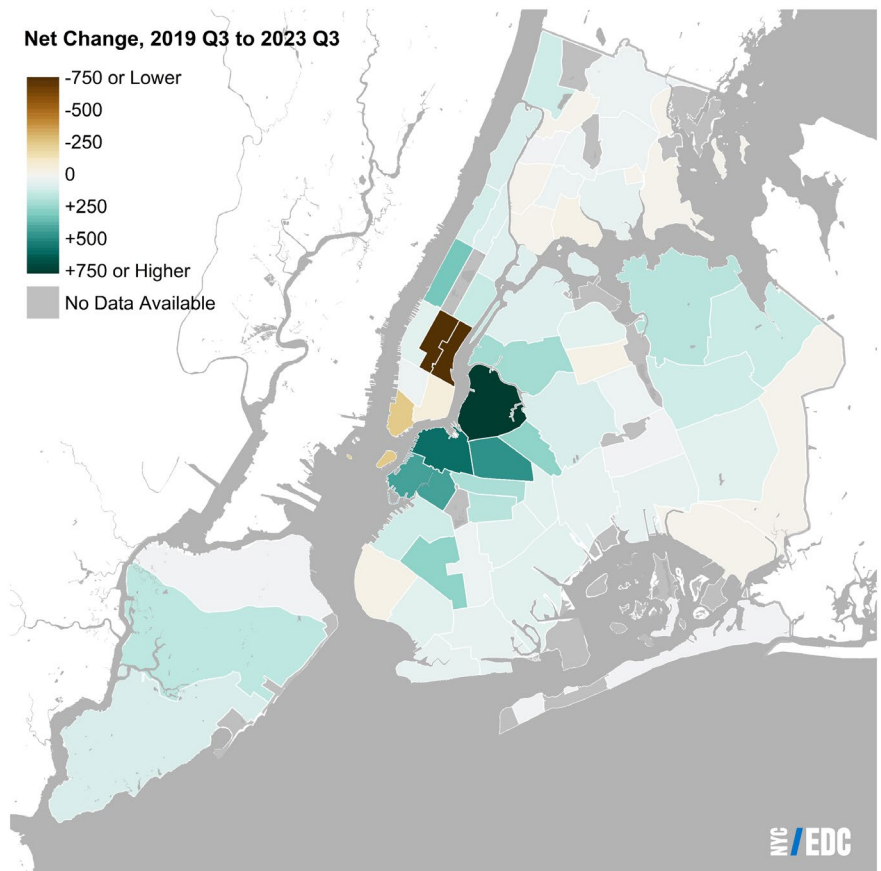 Net Change, 2019 Q3 to 2023 Q3
-750 or Lower
-500
-250
0
+250
+500
+750 or Higher
No Data Available
NYC / EDC